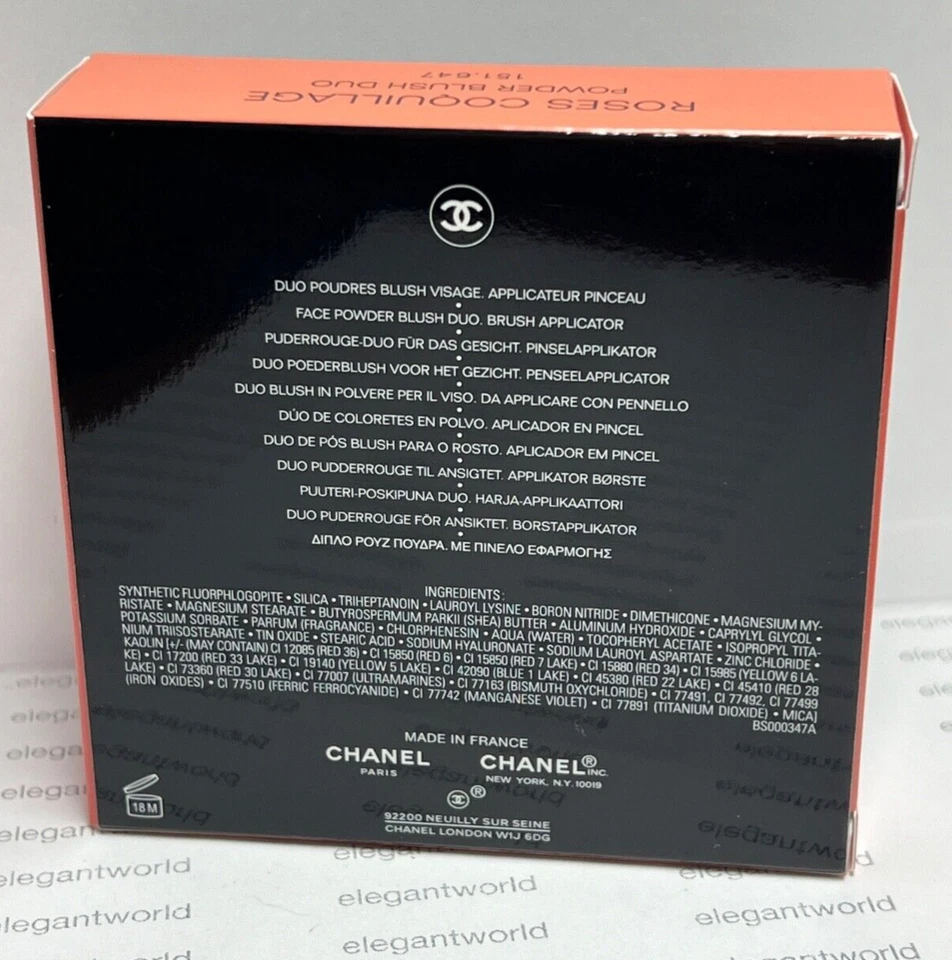 ROSES COQUILLAGE
POWDER BLUSH DUO
151.647
DUO POUDRES BLUSH VISAGE. APPLICATEUR PINCEAU
•
FACE POWDER BLUSH DUO. BRUSH APPLICATOR
•
PUDERROUGE-DUO FÜR DAS GESICHT. PINSELAPPLIKATOR
•
DUO POEDERBLUSH VOOR HET GEZICHT. PENSEELAPPLICATOR
•
DUO BLUSH IN POLVERE PER IL VISO. DA APPLICARE CON PENNELLO
•
DÚO DE COLORETES EN POLVO. APLICADOR EN PINCEL
•
DUO DE PÓS BLUSH PARA O ROSTO. APLICADOR EM PINCEL
•
DUO PUDDERROUGE TIL ANSIGTET. APPLIKATOR BØRSTE
•
PUUTERI-POSKIPUNA DUO. HARJA-APPLIKAATTORI
•
DUO PUDERROUGE FÖR ANSIKTET. BORSTAPPLIKATOR
•
ΔΙΠΛΟ ΡΟΥΖ ΠΟΥΔΡΑ. ΜΕ ΠΙΝΕΛΟ ΕΦΑΡΜΟΓΗΣ
INGREDIENTS:
SYNTHETIC FLUORPHLOGOPITE • SILICA • TRIHEPTANOIN • LAUROYL LYSINE • BORON NITRIDE • DIMETHICONE • MAGNESIUM MY-
RISTATE • MAGNESIUM STEARATE • BUTYROSPERMUM PARKII (SHEA) BUTTER • ALUMINUM HYDROXIDE • CAPRYLYL GLYCOL •
POTASSIUM SORBATE • PARFUM (FRAGRANCE) • CHLORPHENESIN • AQUA (WATER) • TOCOPHERYL ACETATE • ISOPROPYL TITA-
NIUM TRIISOSTEARATE • TIN OXIDE • STEARIC ACID • SODIUM HYALURONATE • SODIUM LAUROYL ASPARTATE • ZINC CHLORIDE •
KAOLIN [+/- (MAY CONTAIN) CI 12085 (RED 36) • CI 15850 (RED 6) • CI 15850 (RED 7 LAKE) • CI 15880 (RED 34) • CI 15985 (YELLOW 6 LA-
KE) • CI 17200 (RED 33 LAKE) • CI 19140 (YELLOW 5 LAKE) • CI 42090 (BLUE 1 LAKE) • CI 45380 (RED 22 LAKE) • CI 45410 (RED 28
LAKE) • CI 73360 (RED 30 LAKE) • CI 77007 (ULTRAMARINES) • CI 77163 (BISMUTH OXYCHLORIDE) • CI 77491, CI 77492, CI 77499
(IRON OXIDES) • CI 77510 (FERRIC FERROCYANIDE) • CI 77742 (MANGANESE VIOLET) • CI 77891 (TITANIUM DIOXIDE) • MICA]
BS000347A
MADE IN FRANCE
CHANEL CHANEL® INC.
PARIS NEW YORK, N.Y. 10019
®
18 M
92200 NEUILLY SUR SEINE
CHANEL LONDON W1J 6DG
elegantworld
elegantworld
elegantworld
elegantworld
elegantworld
elegantworld